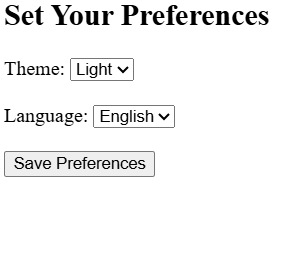 Set Your Preferences
Theme: Light
Language: English
Save Preferences